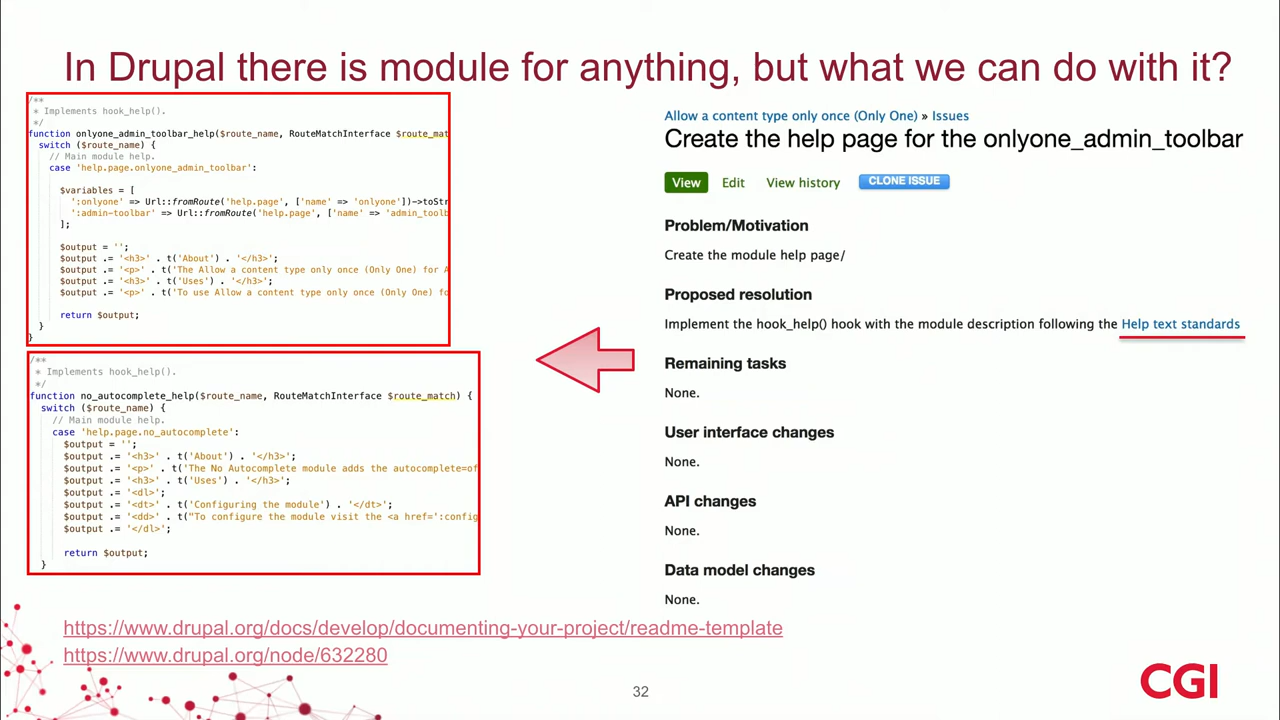 In Drupal there is module for anything, but what we can do with it?
/**
 * Implements hook_help().
 */
function onlyone_admin_toolbar_help($route_name, RouteMatchInterface $route_mat
  switch ($route_name) {
    // Main module help.
    case 'help.page.onlyone_admin_toolbar':
      $variables = [
        ':onlyone' => Url::fromRoute('help.page', ['name' => 'onlyone'])->toStr
        ':admin-toolbar' => Url::fromRoute('help.page', ['name' => 'admin_toolb
      ];
      $output = '';
      $output .= '<h3>' . t('About') . '</h3>';
      $output .= '<p>' . t('The Allow a content type only once (Only One) for A
      $output .= '<h3>' . t('Uses') . '</h3>';
      $output .= '<p>' . t('To use Allow a content type only once (Only One) fo
      return $output;
  }
}
/**
 * Implements hook_help().
 */
function no_autocomplete_help($route_name, RouteMatchInterface $route_match) {
  switch ($route_name) {
    // Main module help.
    case 'help.page.no_autocomplete':
      $output = '';
      $output .= '<h3>' . t('About') . '</h3>';
      $output .= '<p>' . t('The No Autocomplete module adds the autocomplete=of
      $output .= '<h3>' . t('Uses') . '</h3>';
      $output .= '<dl>';
      $output .= '<dt>' . t('Configuring the module') . '</dt>';
      $output .= '<dd>' . t("To configure the module visit the <a href=':config
      $output .= '</dl>';
      return $output;
  }
Allow a content type only once (Only One) » Issues
Create the help page for the onlyone_admin_toolbar
View Edit View history CLONE ISSUE
Problem/Motivation
Create the module help page/
Proposed resolution
Implement the hook_help() hook with the module description following the Help text standards
Remaining tasks
None.
User interface changes
None.
API changes
None.
Data model changes
None.
https://www.drupal.org/docs/develop/documenting-your-project/readme-template
https://www.drupal.org/node/632280
32
CGI